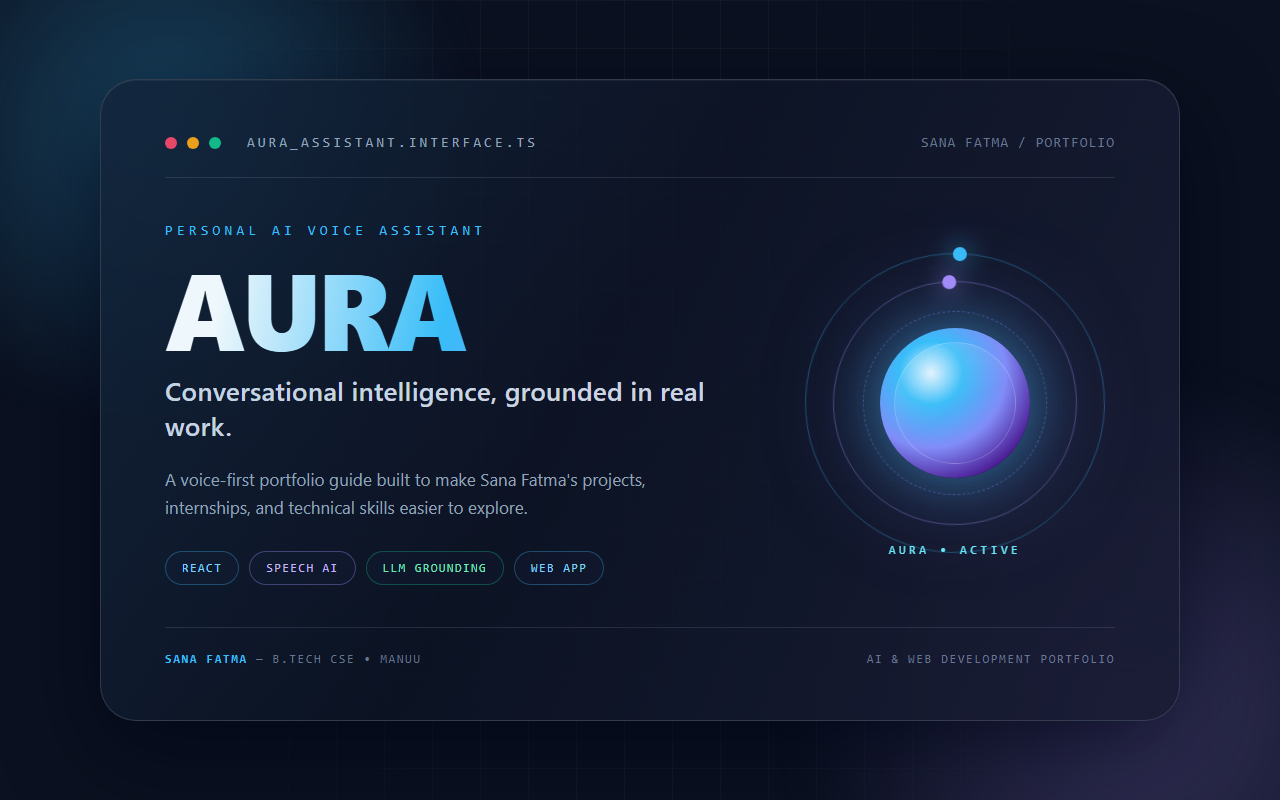 AURA_ASSISTANT.INTERFACE.TS
SANA FATMA / PORTFOLIO
PERSONAL AI VOICE ASSISTANT
AURA
Conversational intelligence, grounded in real
work.
A voice-first portfolio guide built to make Sana Fatma's projects,
internships, and technical skills easier to explore.
REACT
SPEECH AI
LLM GROUNDING
WEB APP
AURA • ACTIVE
SANA FATMA — B.TECH CSE • MANUU
AI & WEB DEVELOPMENT PORTFOLIO